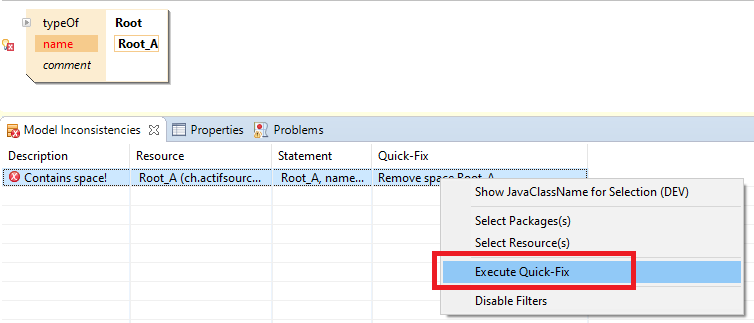 typeOf Root
name Root_A
comment
Model Inconsistencies Properties Problems
Description Resource Statement Quick-Fix
Contains space! Root_A (ch.actifsourc... Root_A, name... Remove space Root_A
Show JavaClassName for Selection (DEV)
Select Packages(s)
Select Resource(s)
Execute Quick-Fix
Disable Filters